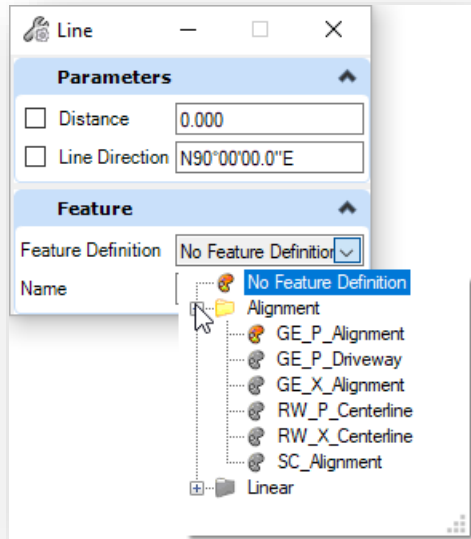 Line
Parameters
Distance 0.000
Line Direction N90°00'00.0"E
Feature
Feature Definition No Feature Definition
Name
No Feature Definition
Alignment
GE_P_Alignment
GE_P_Driveway
GE_X_Alignment
RW_P_Centerline
RW_X_Centerline
SC_Alignment
Linear